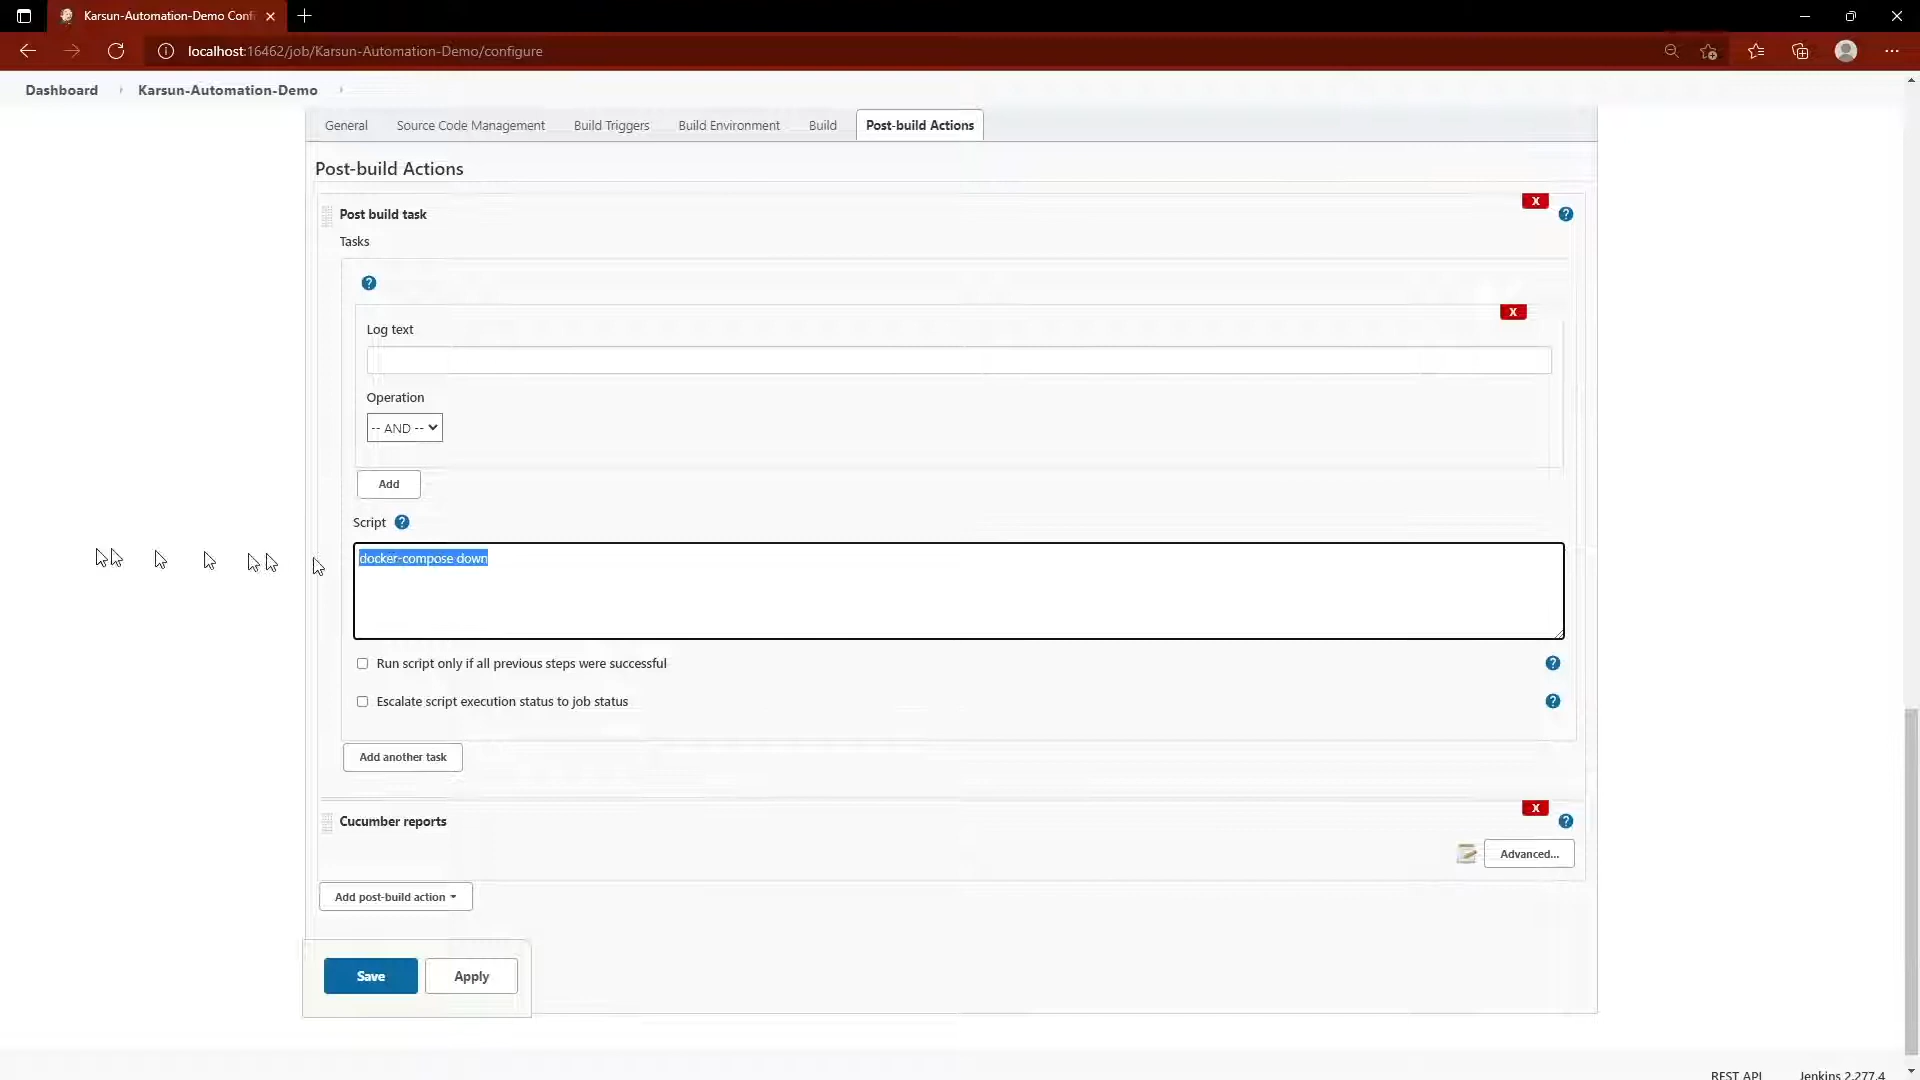 Karsun-Automation-Demo Conf
localhost:16462/job/Karsun-Automation-Demo/configure
Dashboard Karsun-Automation-Demo
General Source Code Management Build Triggers Build Environment Build Post-build Actions
Post-build Actions
X
Post build task ?
Tasks
?
X
Log text
Operation
-- AND --
Add
Script ?
docker-compose down
Run script only if all previous steps were successful ?
Escalate script execution status to job status ?
Add another task
X
Cucumber reports ?
Advanced...
Add post-build action
Save Apply
REST API Jenkins 2.277.4